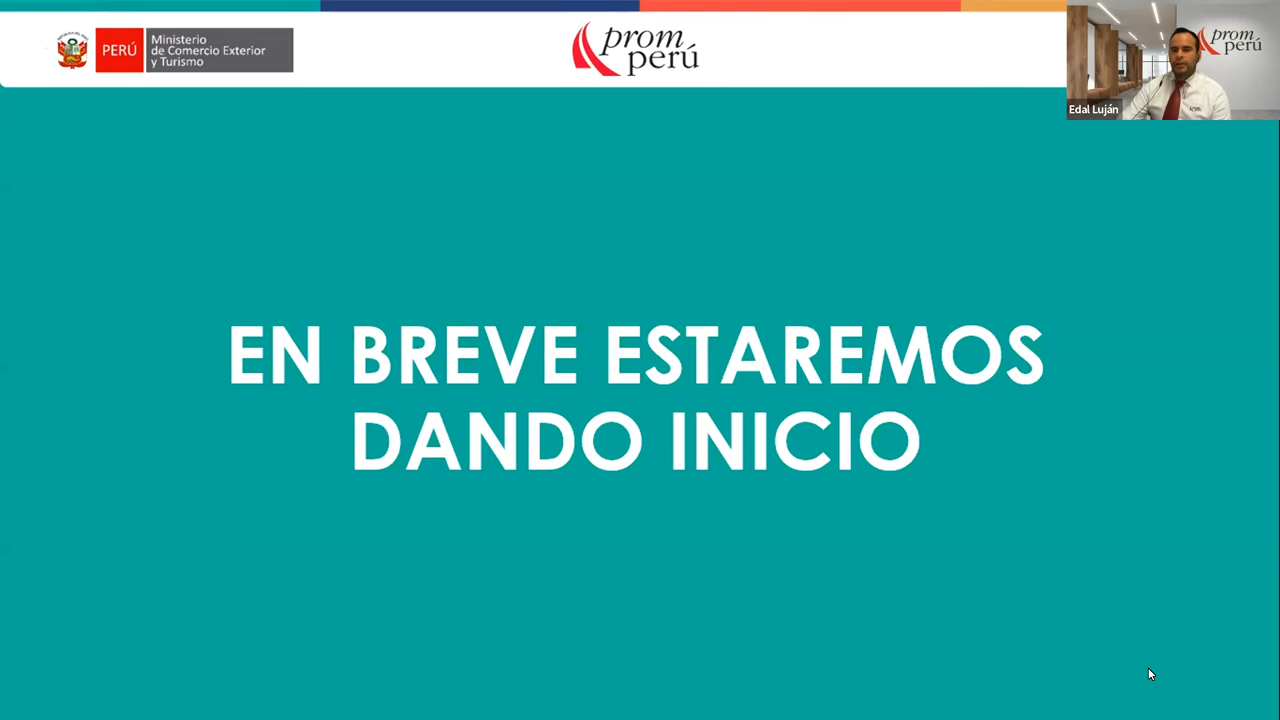 PERÚ
Ministerio
de Comercio Exterior
y Turismo
prom
perú
prom
perú
Edal Luján
EN BREVE ESTAREMOS
DANDO INICIO